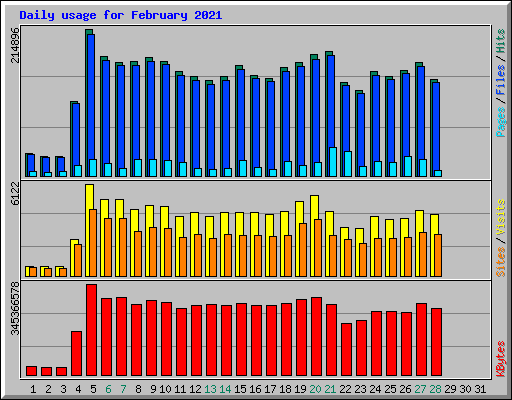 Daily usage for February 2021
214896
Pages / Files / Hits
6122
Sites / Visits
345366578
KBytes
1 2 3 4 5 6 7 8 9 10 11 12 13 14 15 16 17 18 19 20 21 22 23 24 25 26 27 28 29 30 31